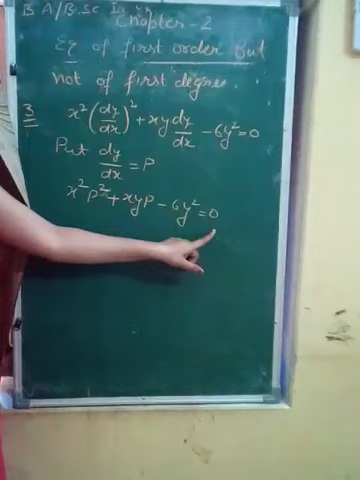 B A/B.Sc
Chapter-2
Eq of first order But
not of first degree.
3 x²(dy/dx)² + xy dy/dx - 6y² = 0
Put dy/dx = P
x²P² + xyP - 6y² = 0